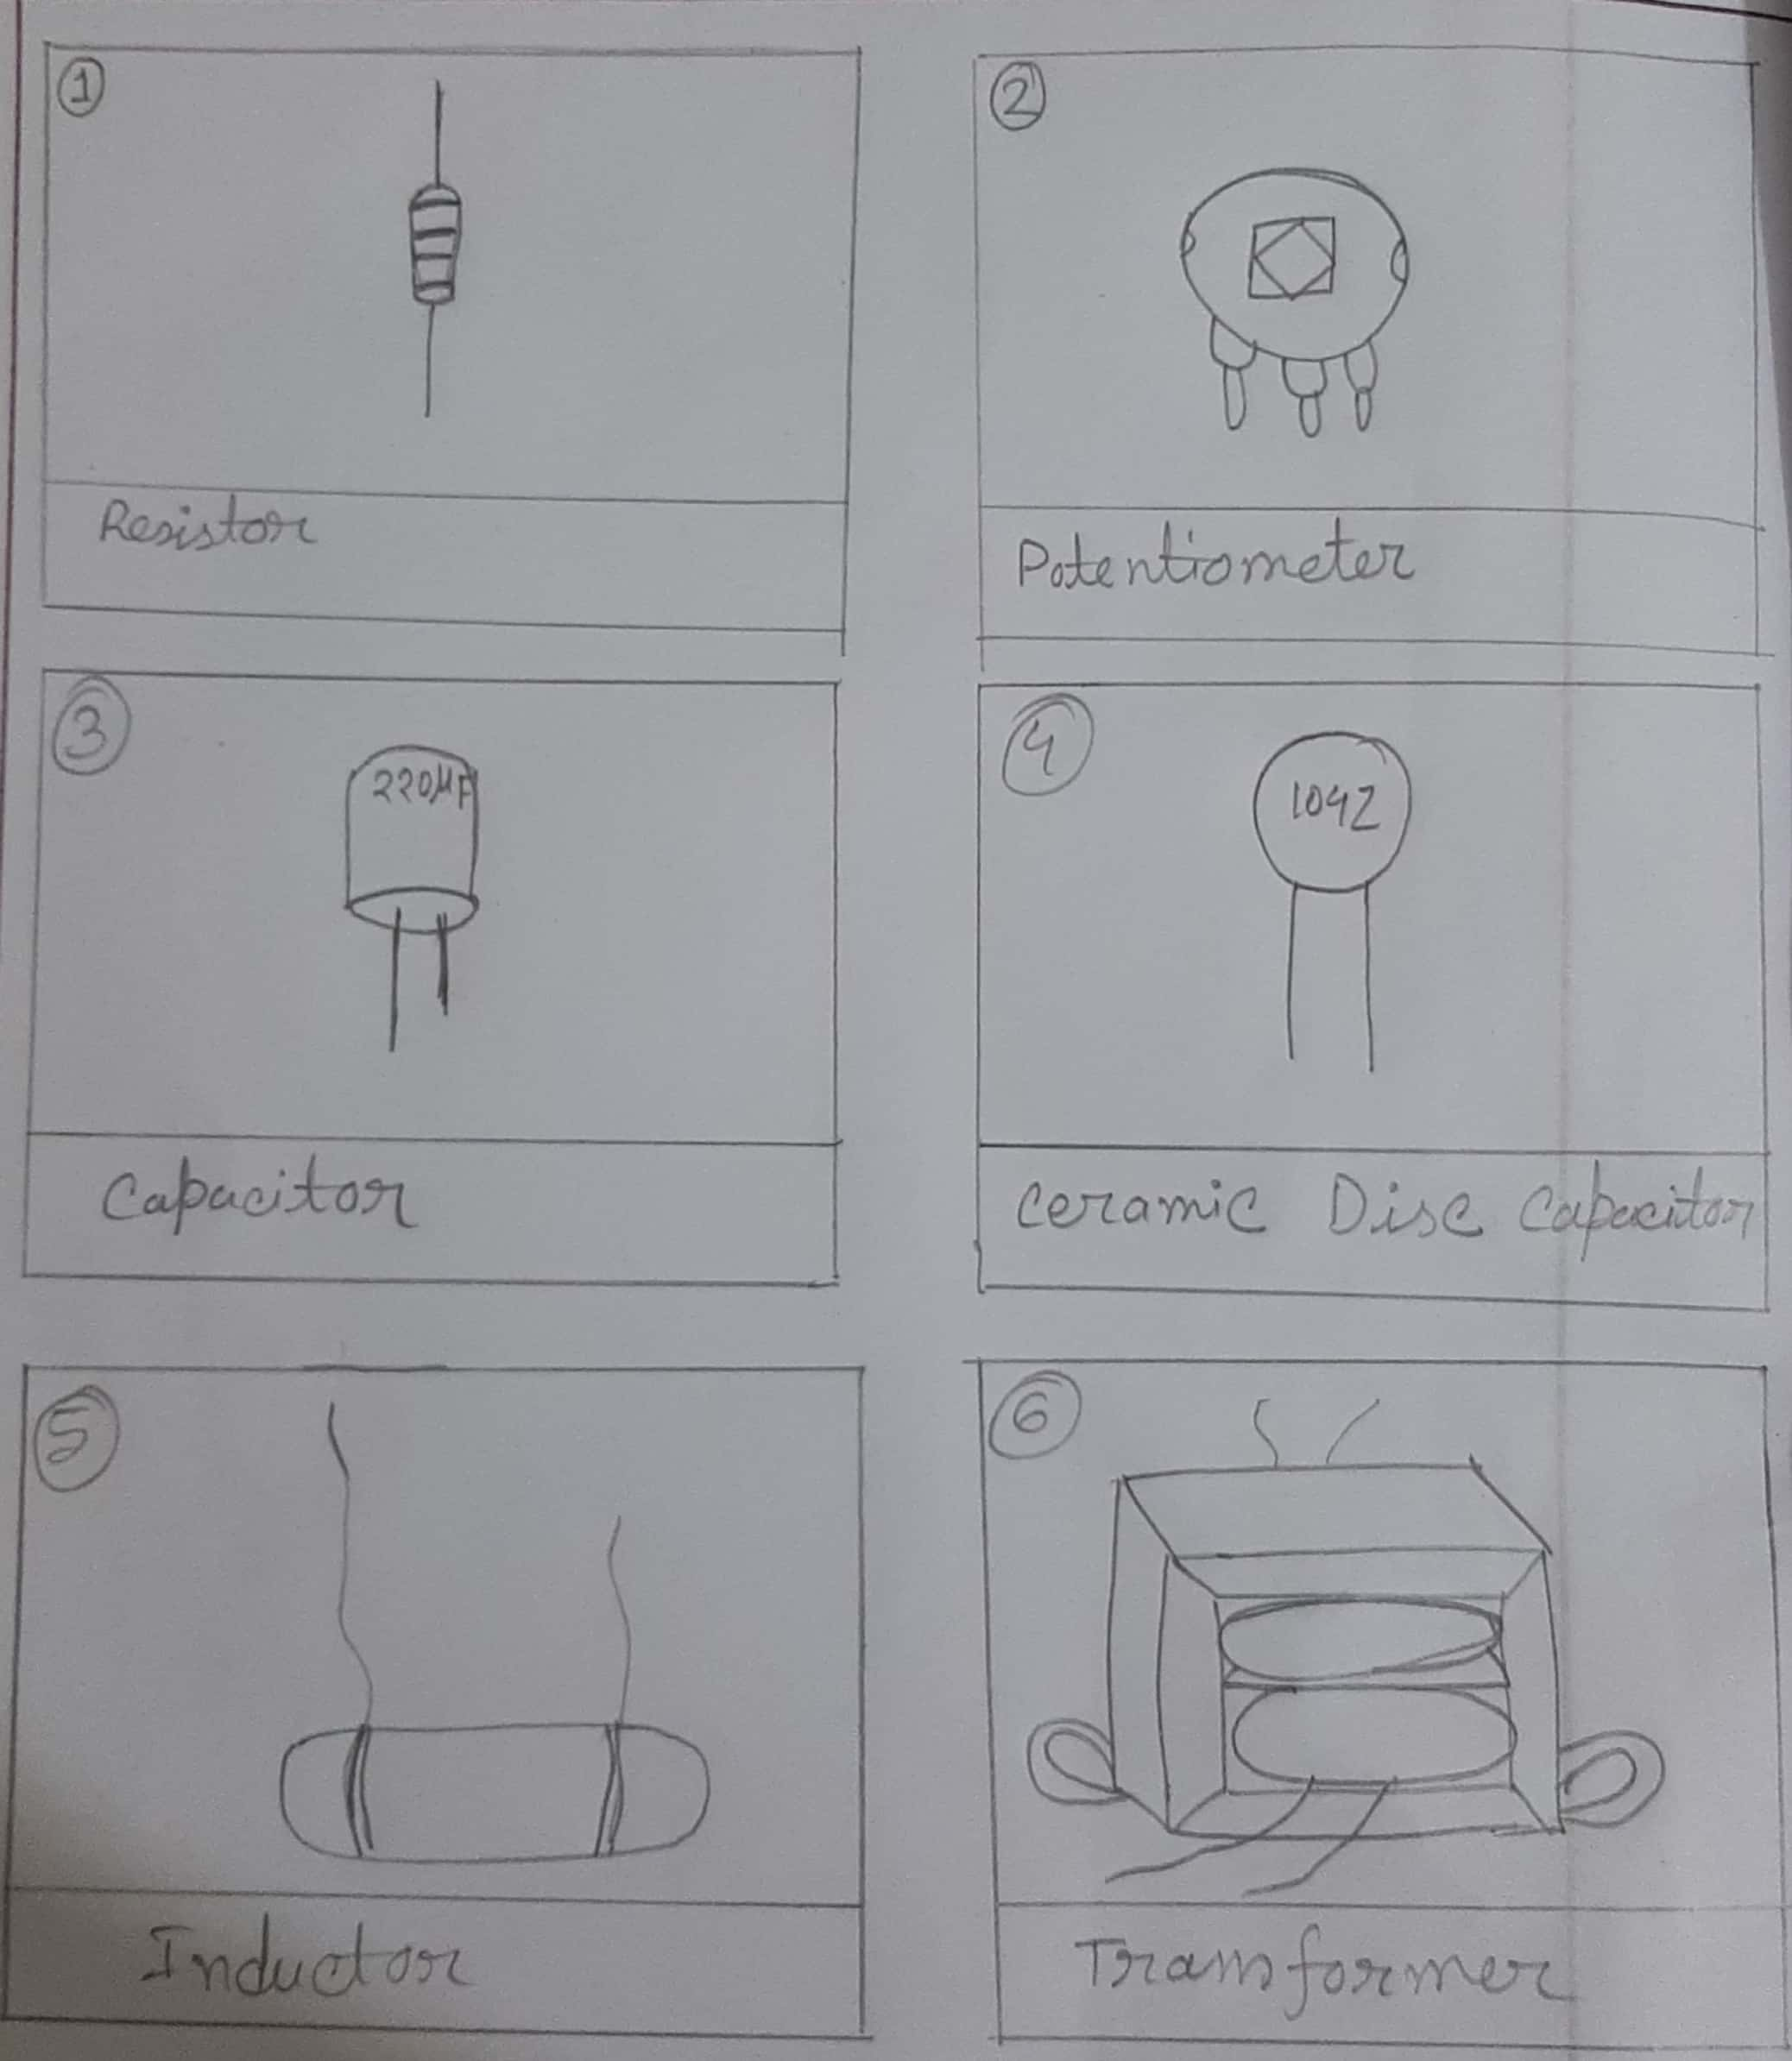 1
2
Resistor
Potentiometer
3
220µF
4
104Z
Capacitor
Ceramic Disc Capacitor
5
6
Inductor
Transformer